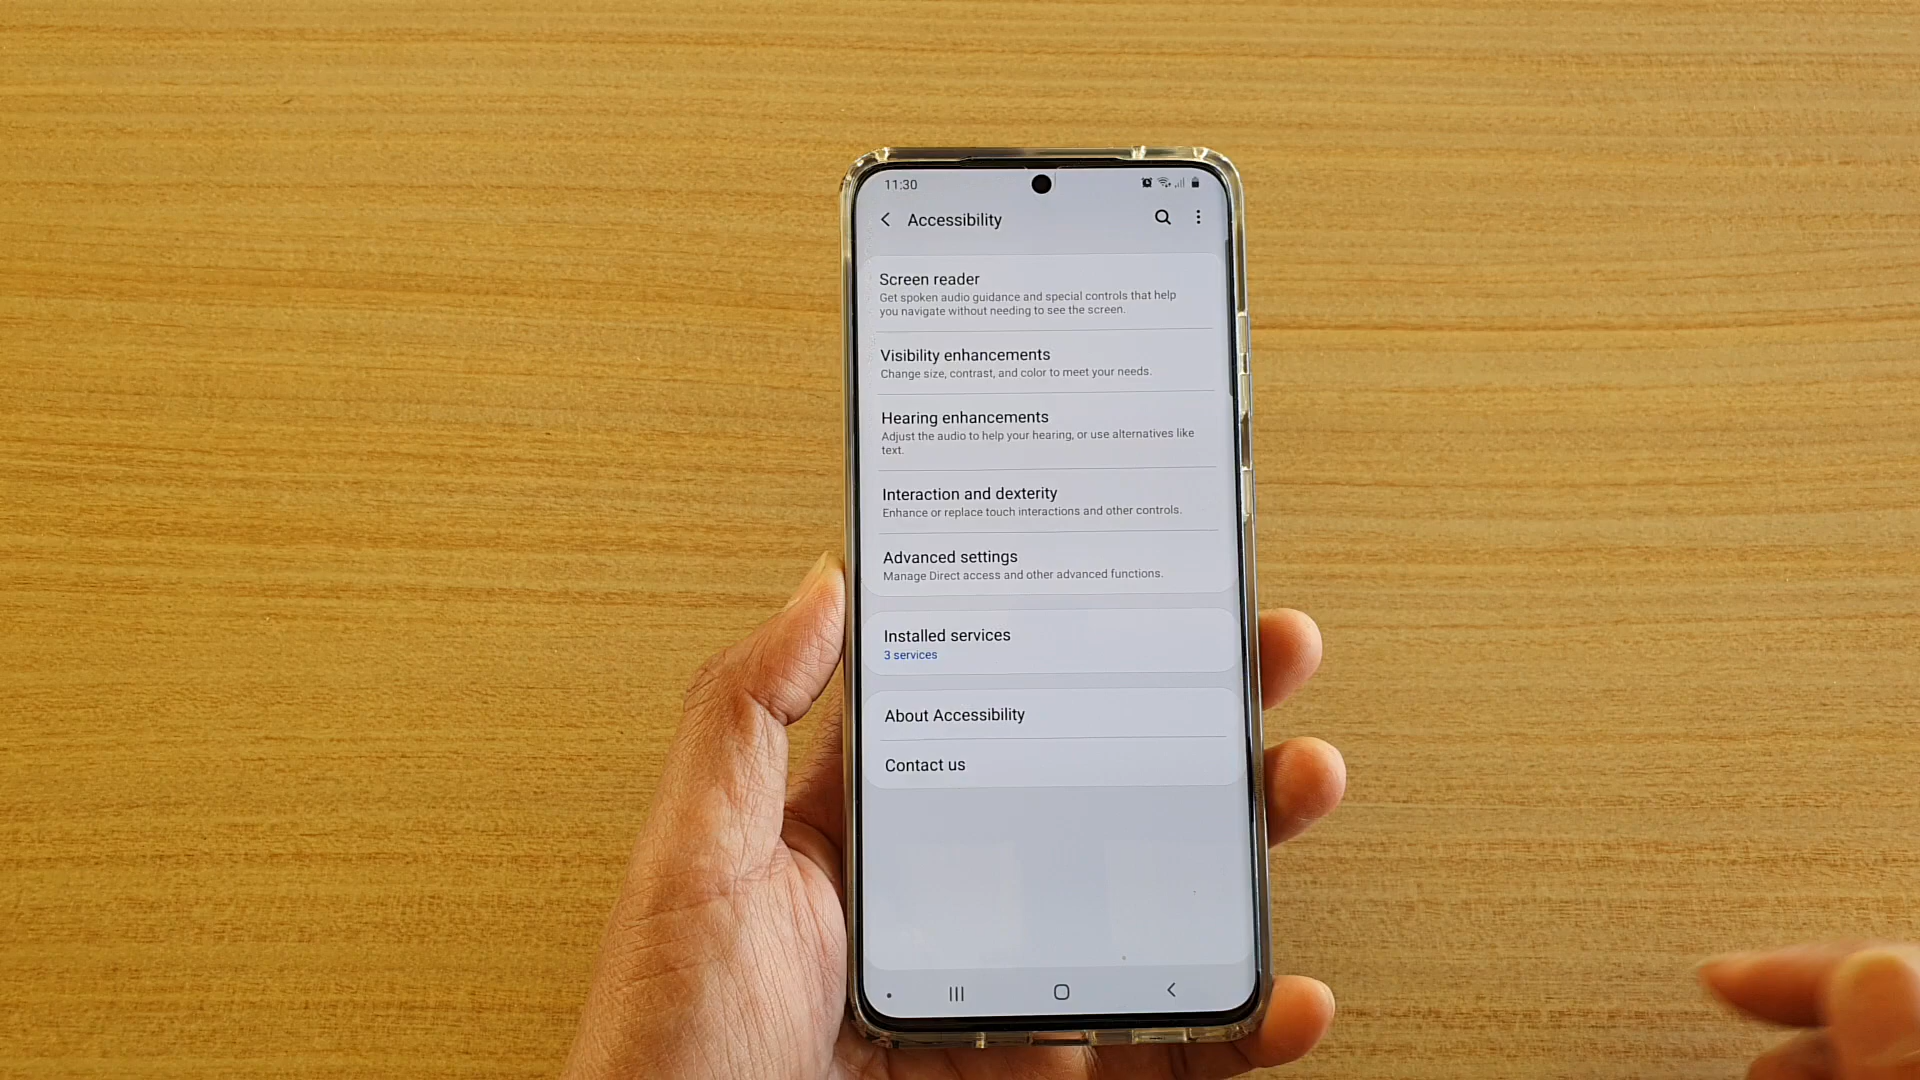 11:30
Accessibility
Screen reader
Get spoken audio guidance and special controls that help
you navigate without needing to see the screen.
Visibility enhancements
Change size, contrast, and color to meet your needs.
Hearing enhancements
Adjust the audio to help your hearing, or use alternatives like
text.
Interaction and dexterity
Enhance or replace touch interactions and other controls.
Advanced settings
Manage Direct access and other advanced functions.
Installed services
3 services
About Accessibility
Contact us